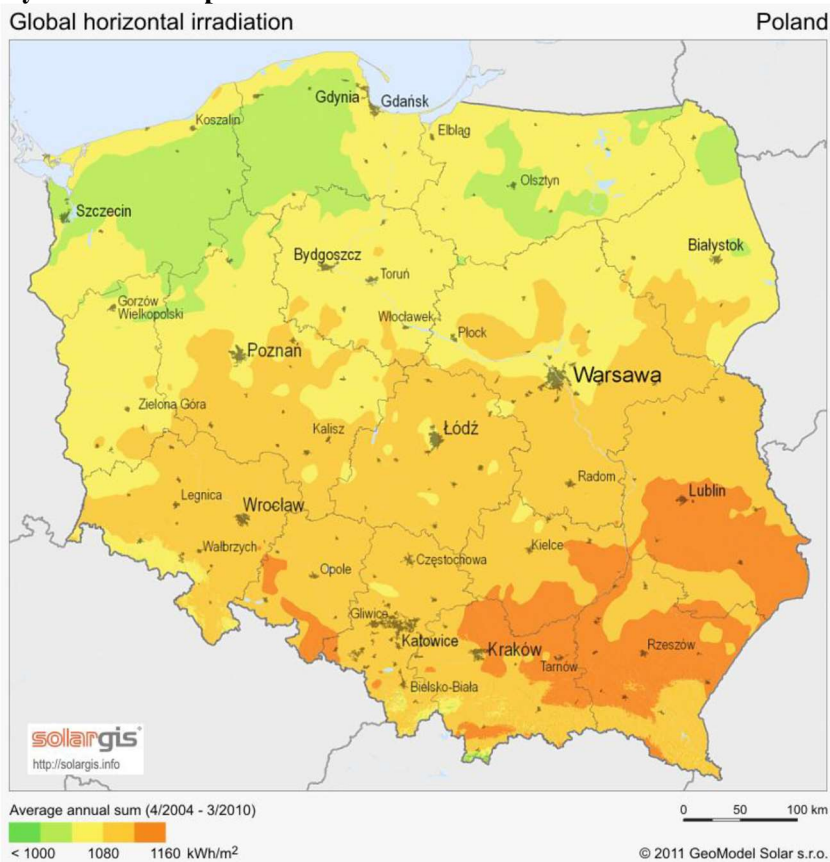 Global horizontal irradiation
Poland
Gdynia
Gdańsk
Koszalin
Elbląg
Olsztyn
Szczecin
Białystok
Bydgoszcz
Toruń
Gorzów
Wielkopolski
Włocławek
Płock
Poznań
Warsawa
Zielona Góra
Kalisz
Łódź
Radom
Lublin
Legnica
Wrocław
Wałbrzych
Kielce
Opole
Częstochowa
Gliwice
Katowice
Kraków
Rzeszów
Tarnów
Bielsko-Biała
solargis
http://solargis.info
Average annual sum (4/2004 - 3/2010)
0 50 100 km
< 1000 1080 1160 kWh/m²
© 2011 GeoModel Solar s.r.o.